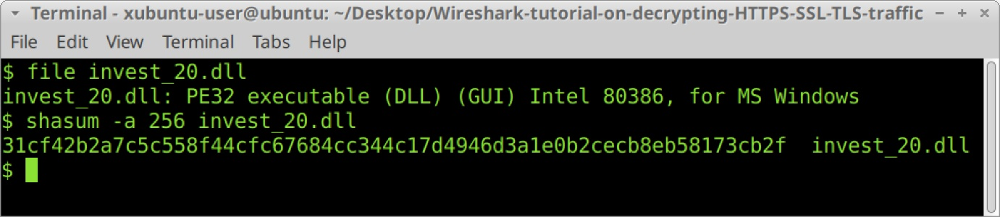 Terminal - xubuntu-user@ubuntu: ~/Desktop/Wireshark-tutorial-on-decrypting-HTTPS-SSL-TLS-traffic
File Edit View Terminal Tabs Help
$ file invest_20.dll
invest_20.dll: PE32 executable (DLL) (GUI) Intel 80386, for MS Windows
$ shasum -a 256 invest_20.dll
31cf42b2a7c5c558f44cfc67684cc344c17d4946d3a1e0b2cecb8eb58173cb2f  invest_20.dll
$